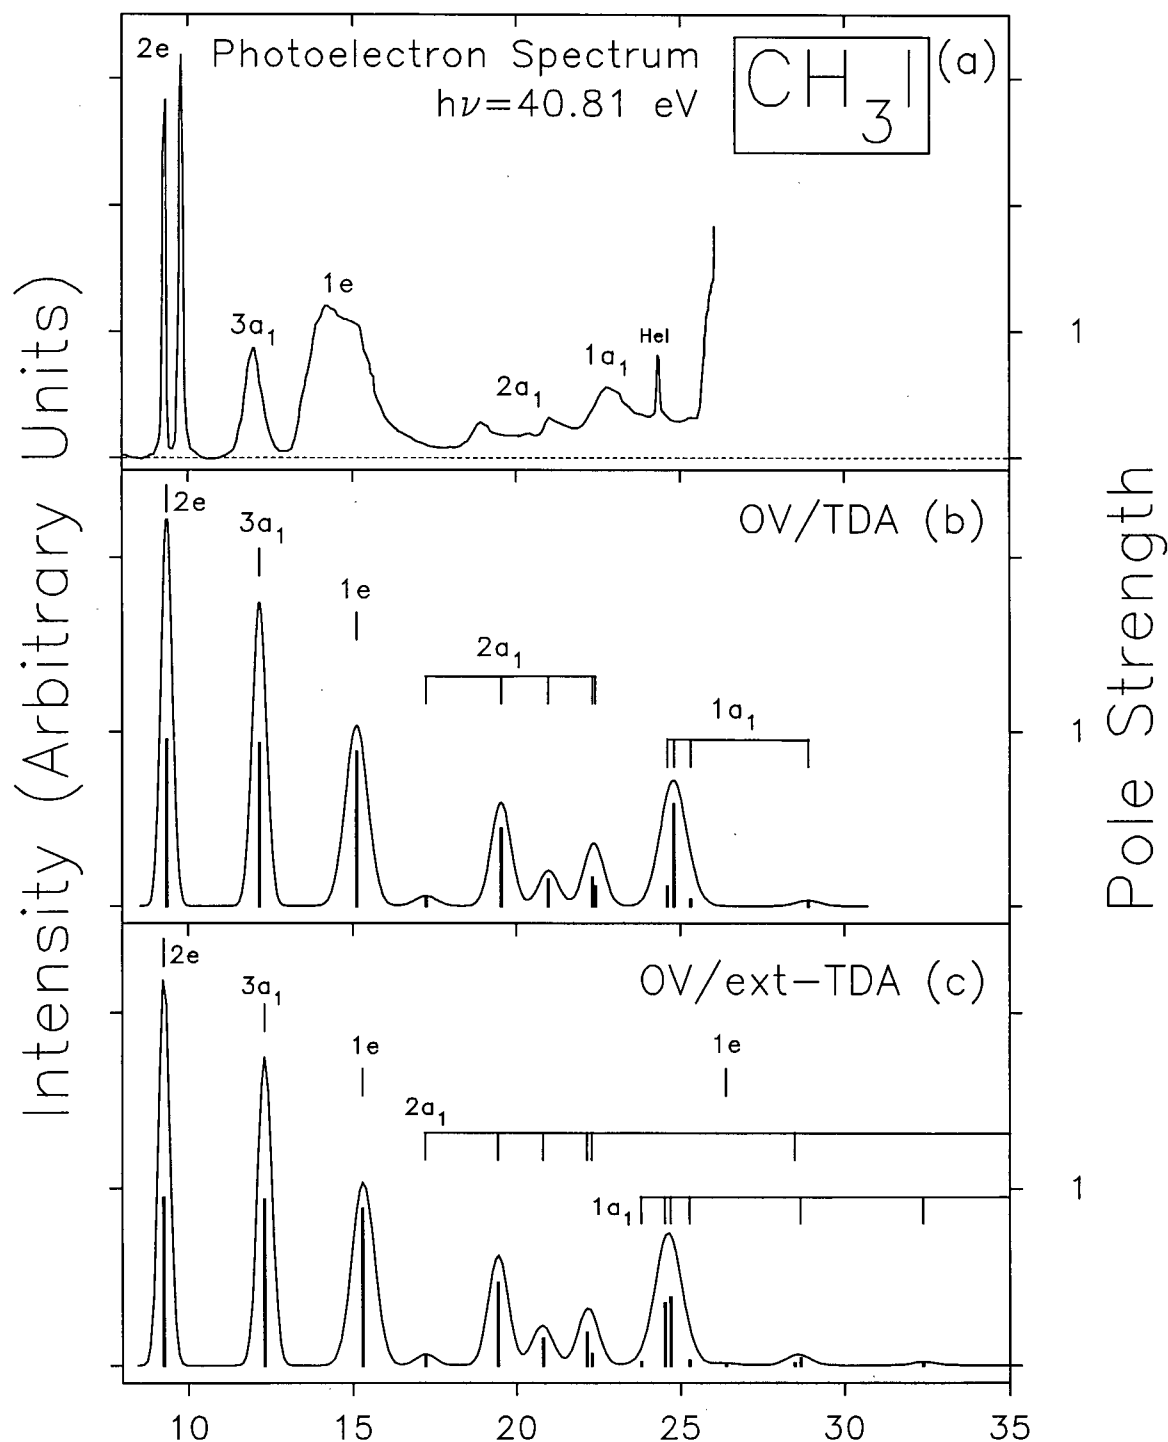 2e
Photoelectron Spectrum
hν=40.81 eV
CH3I
(a)
1e
3a1
HeI
1a1
2a1
1
2e
OV/TDA (b)
3a1
1e
2a1
1a1
1
2e
OV/ext-TDA (c)
3a1
1e
1e
2a1
1a1
1
10 15 20 25 30 35
Intensity (Arbitrary Units)
Pole Strength